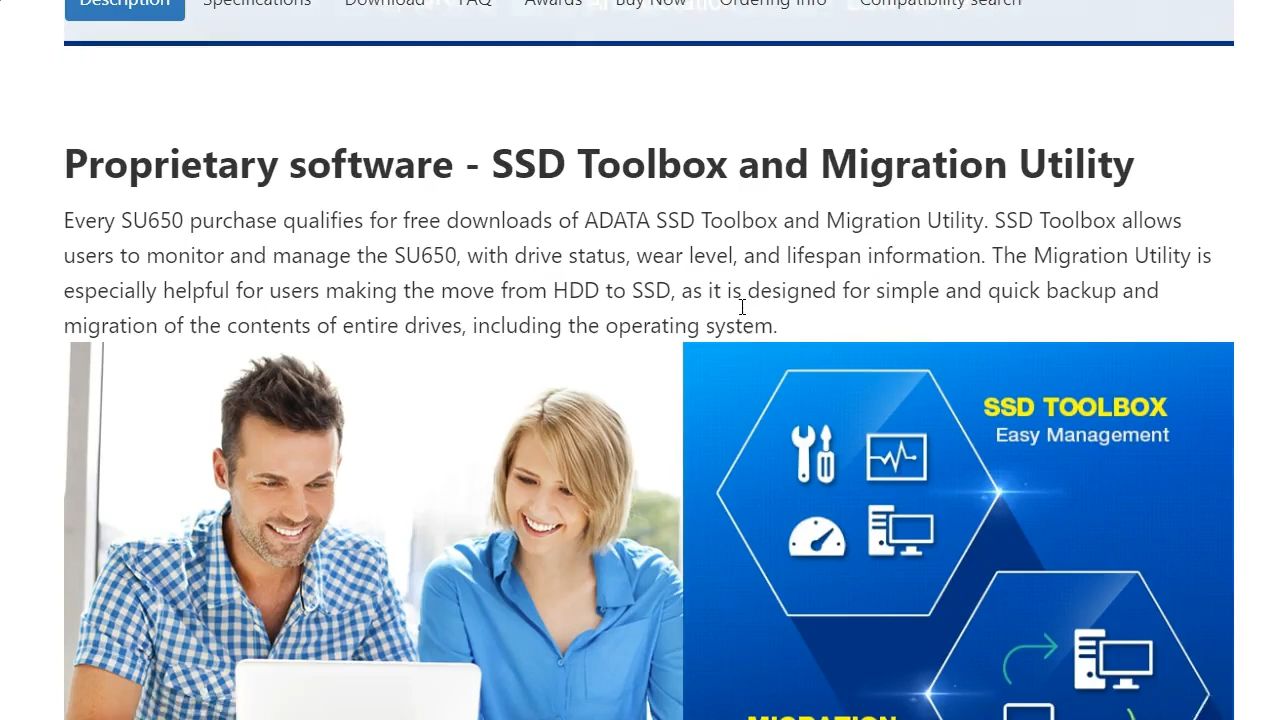 Description Specifications Download FAQ Awards Buy Now Ordering Info Compatibility search
Proprietary software - SSD Toolbox and Migration Utility
Every SU650 purchase qualifies for free downloads of ADATA SSD Toolbox and Migration Utility. SSD Toolbox allows
users to monitor and manage the SU650, with drive status, wear level, and lifespan information. The Migration Utility is
especially helpful for users making the move from HDD to SSD, as it is designed for simple and quick backup and
migration of the contents of entire drives, including the operating system.
SSD TOOLBOX
Easy Management
MIGRATION